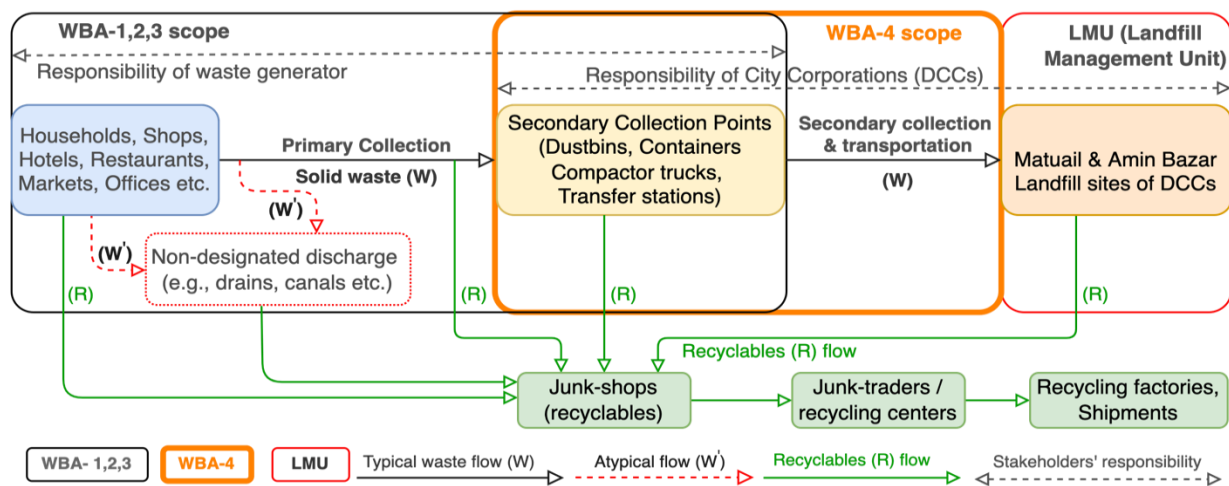 WBA-1,2,3 scope
WBA-4 scope
LMU (Landfill
Management Unit)
Responsibility of waste generator
Responsibility of City Corporations (DCCs)
Households, Shops,
Hotels, Restaurants,
Markets, Offices etc.
Primary Collection
Solid waste (W)
Secondary Collection Points
(Dustbins, Containers
Compactor trucks,
Transfer stations)
Secondary collection
& transportation
(W)
Matuail & Amin Bazar
Landfill sites of DCCs
(W')
(W')
Non-designated discharge
(e.g., drains, canals etc.)
(R)
(R)
(R)
(R)
Recyclables (R) flow
Junk-shops
(recyclables)
Junk-traders /
recycling centers
Recycling factories,
Shipments
WBA- 1,2,3
WBA-4
LMU
Typical waste flow (W)
Atypical flow (W')
Recyclables (R) flow
Stakeholders' responsibility